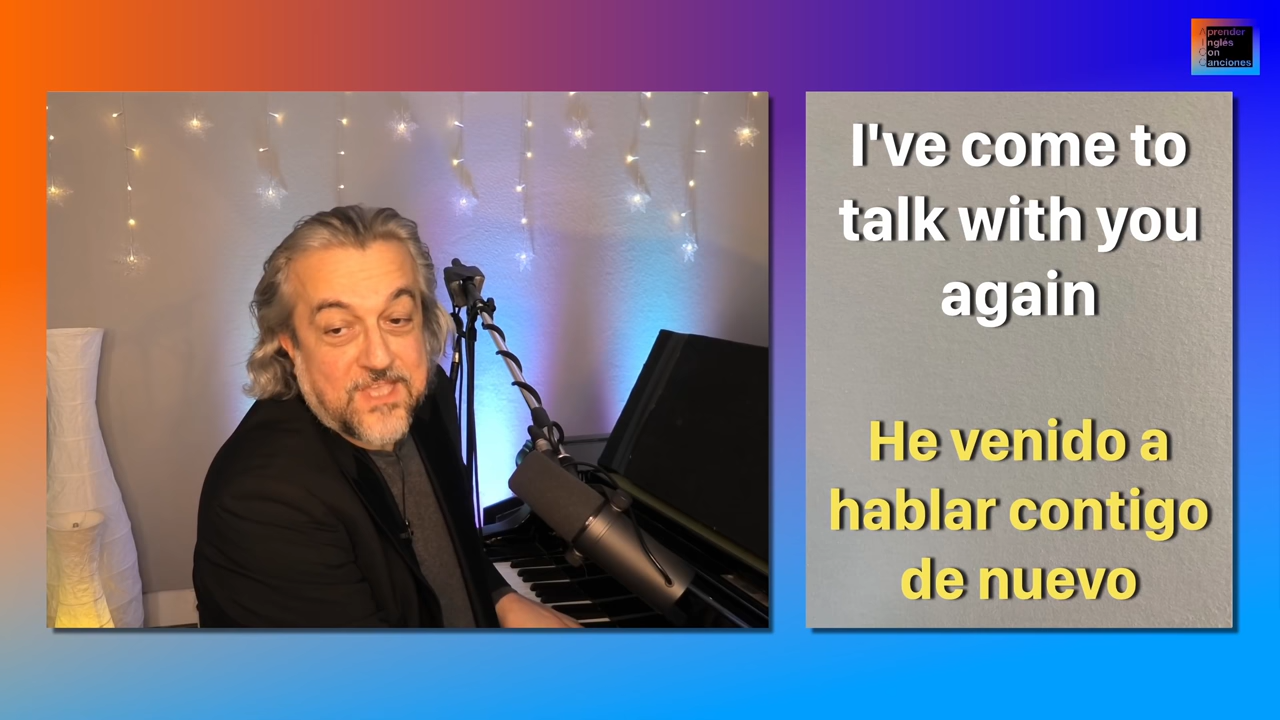 Aprender
Inglés
Con
Canciones
I've come to
talk with you
again
He venido a
hablar contigo
de nuevo